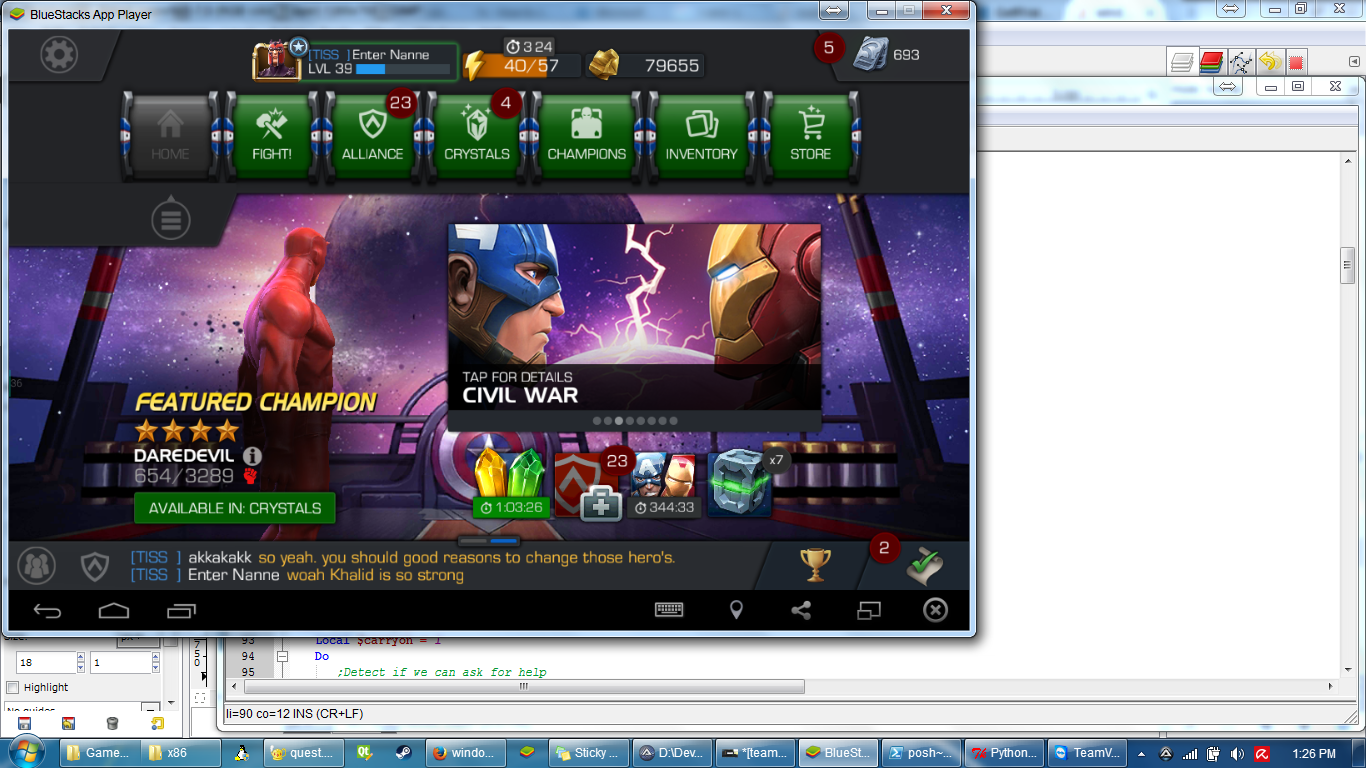 BlueStacks App Player
[TISS ] Enter Nanne
LVL 39
3 24
40/57
79655
5
693
HOME
FIGHT!
23
ALLIANCE
4
CRYSTALS
CHAMPIONS
INVENTORY
STORE
TAP FOR DETAILS
CIVIL WAR
36
FEATURED CHAMPION
DAREDEVIL
654/3289
AVAILABLE IN: CRYSTALS
1:03:26
23
344:33
x7
[TISS ] akkakakk so yeah. you should good reasons to change those hero's.
[TISS ] Enter Nanne woah Khalid is so strong
2
93 Local $carryon = 1
94 Do
95 ;Detect if we can ask for help
18
1
Highlight
li=90 co=12 INS (CR+LF)
Game...
x86
quest....
windo...
Sticky ...
D:\Dev...
*[team...
BlueSt...
posh~...
Python...
TeamV...
1:26 PM